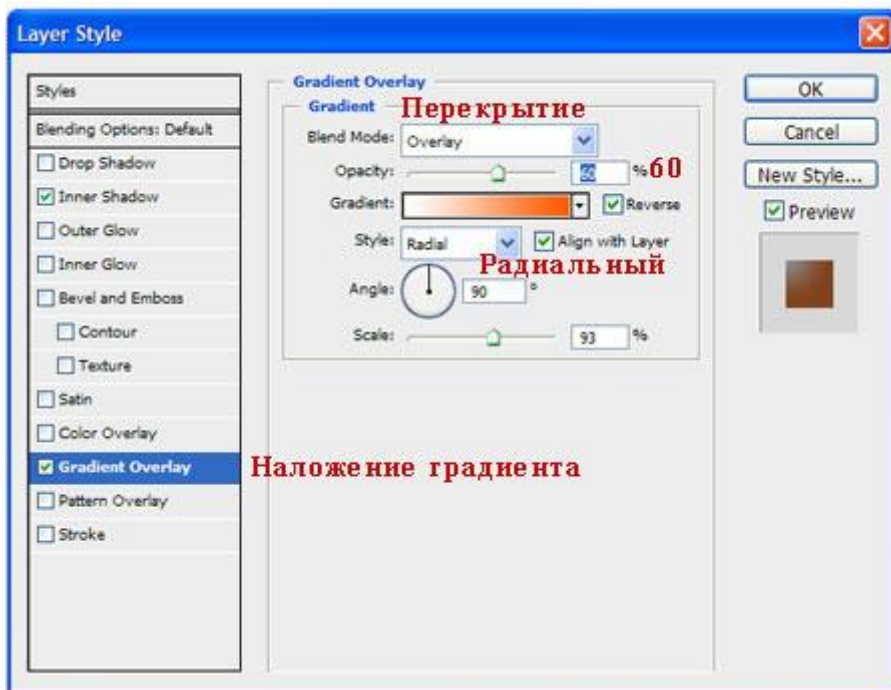 Layer Style
Styles
Blending Options: Default
Drop Shadow
Inner Shadow
Outer Glow
Inner Glow
Bevel and Emboss
Contour
Texture
Satin
Color Overlay
Gradient Overlay
Наложение градиента
Pattern Overlay
Stroke
Gradient Overlay
Gradient
Перекрытие
Blend Mode: Overlay
Opacity: 60 % 60
Gradient: Reverse
Style: Radial Align with Layer
Радиальный
Angle: 90 °
Scale: 93 %
OK
Cancel
New Style...
Preview